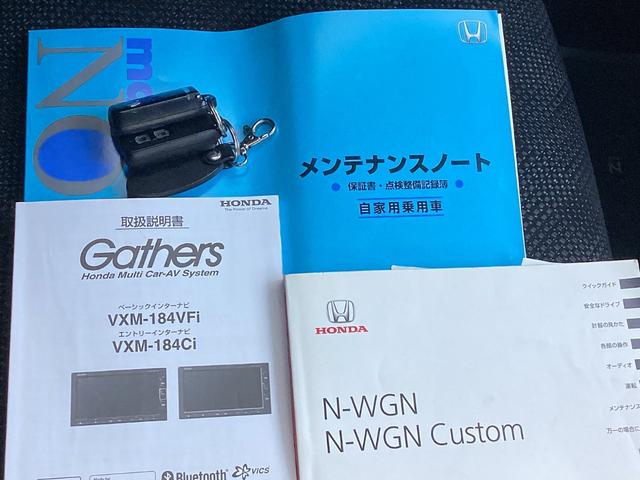 メンテナンスノート
保証書・点検整備記録簿
自家用乗用車
HONDA
The Power of Dreams
取扱説明書
Gathers
Honda Multi Car-AV System
ベーシックインターナビ
VXM-184VFi
エントリーインターナビ
VXM-184Ci
Bluetooth
VICS
HONDA
N-WGN
N-WGN Custom
クイックガイド
安全なドライブ
計器の見かた
各部の操作
オーディオ
運転
メンテナンス
万一の場合に